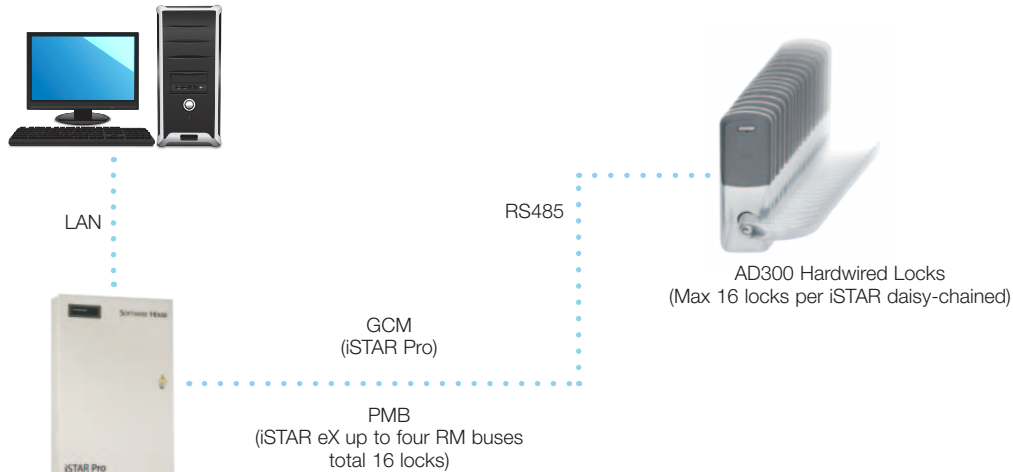 LAN
RS485
AD300 Hardwired Locks
(Max 16 locks per iSTAR daisy-chained)
SOFTWARE HOUSE
GCM
(iSTAR Pro)
PMB
(iSTAR eX up to four RM buses
total 16 locks)
iSTAR Pro